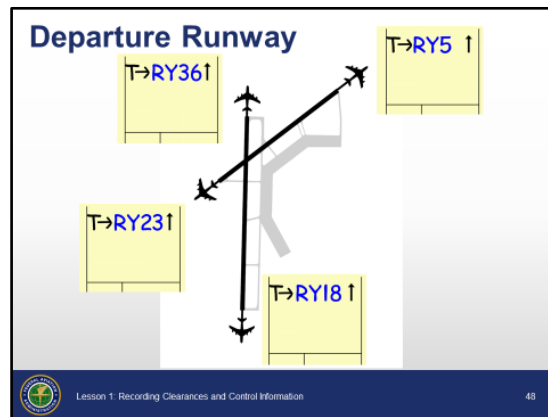 Departure Runway
T→RY5 ↑
T→RY36↑
T→RY23↑
T→RY18↑
Lesson 1: Recording Clearances and Control Information
48